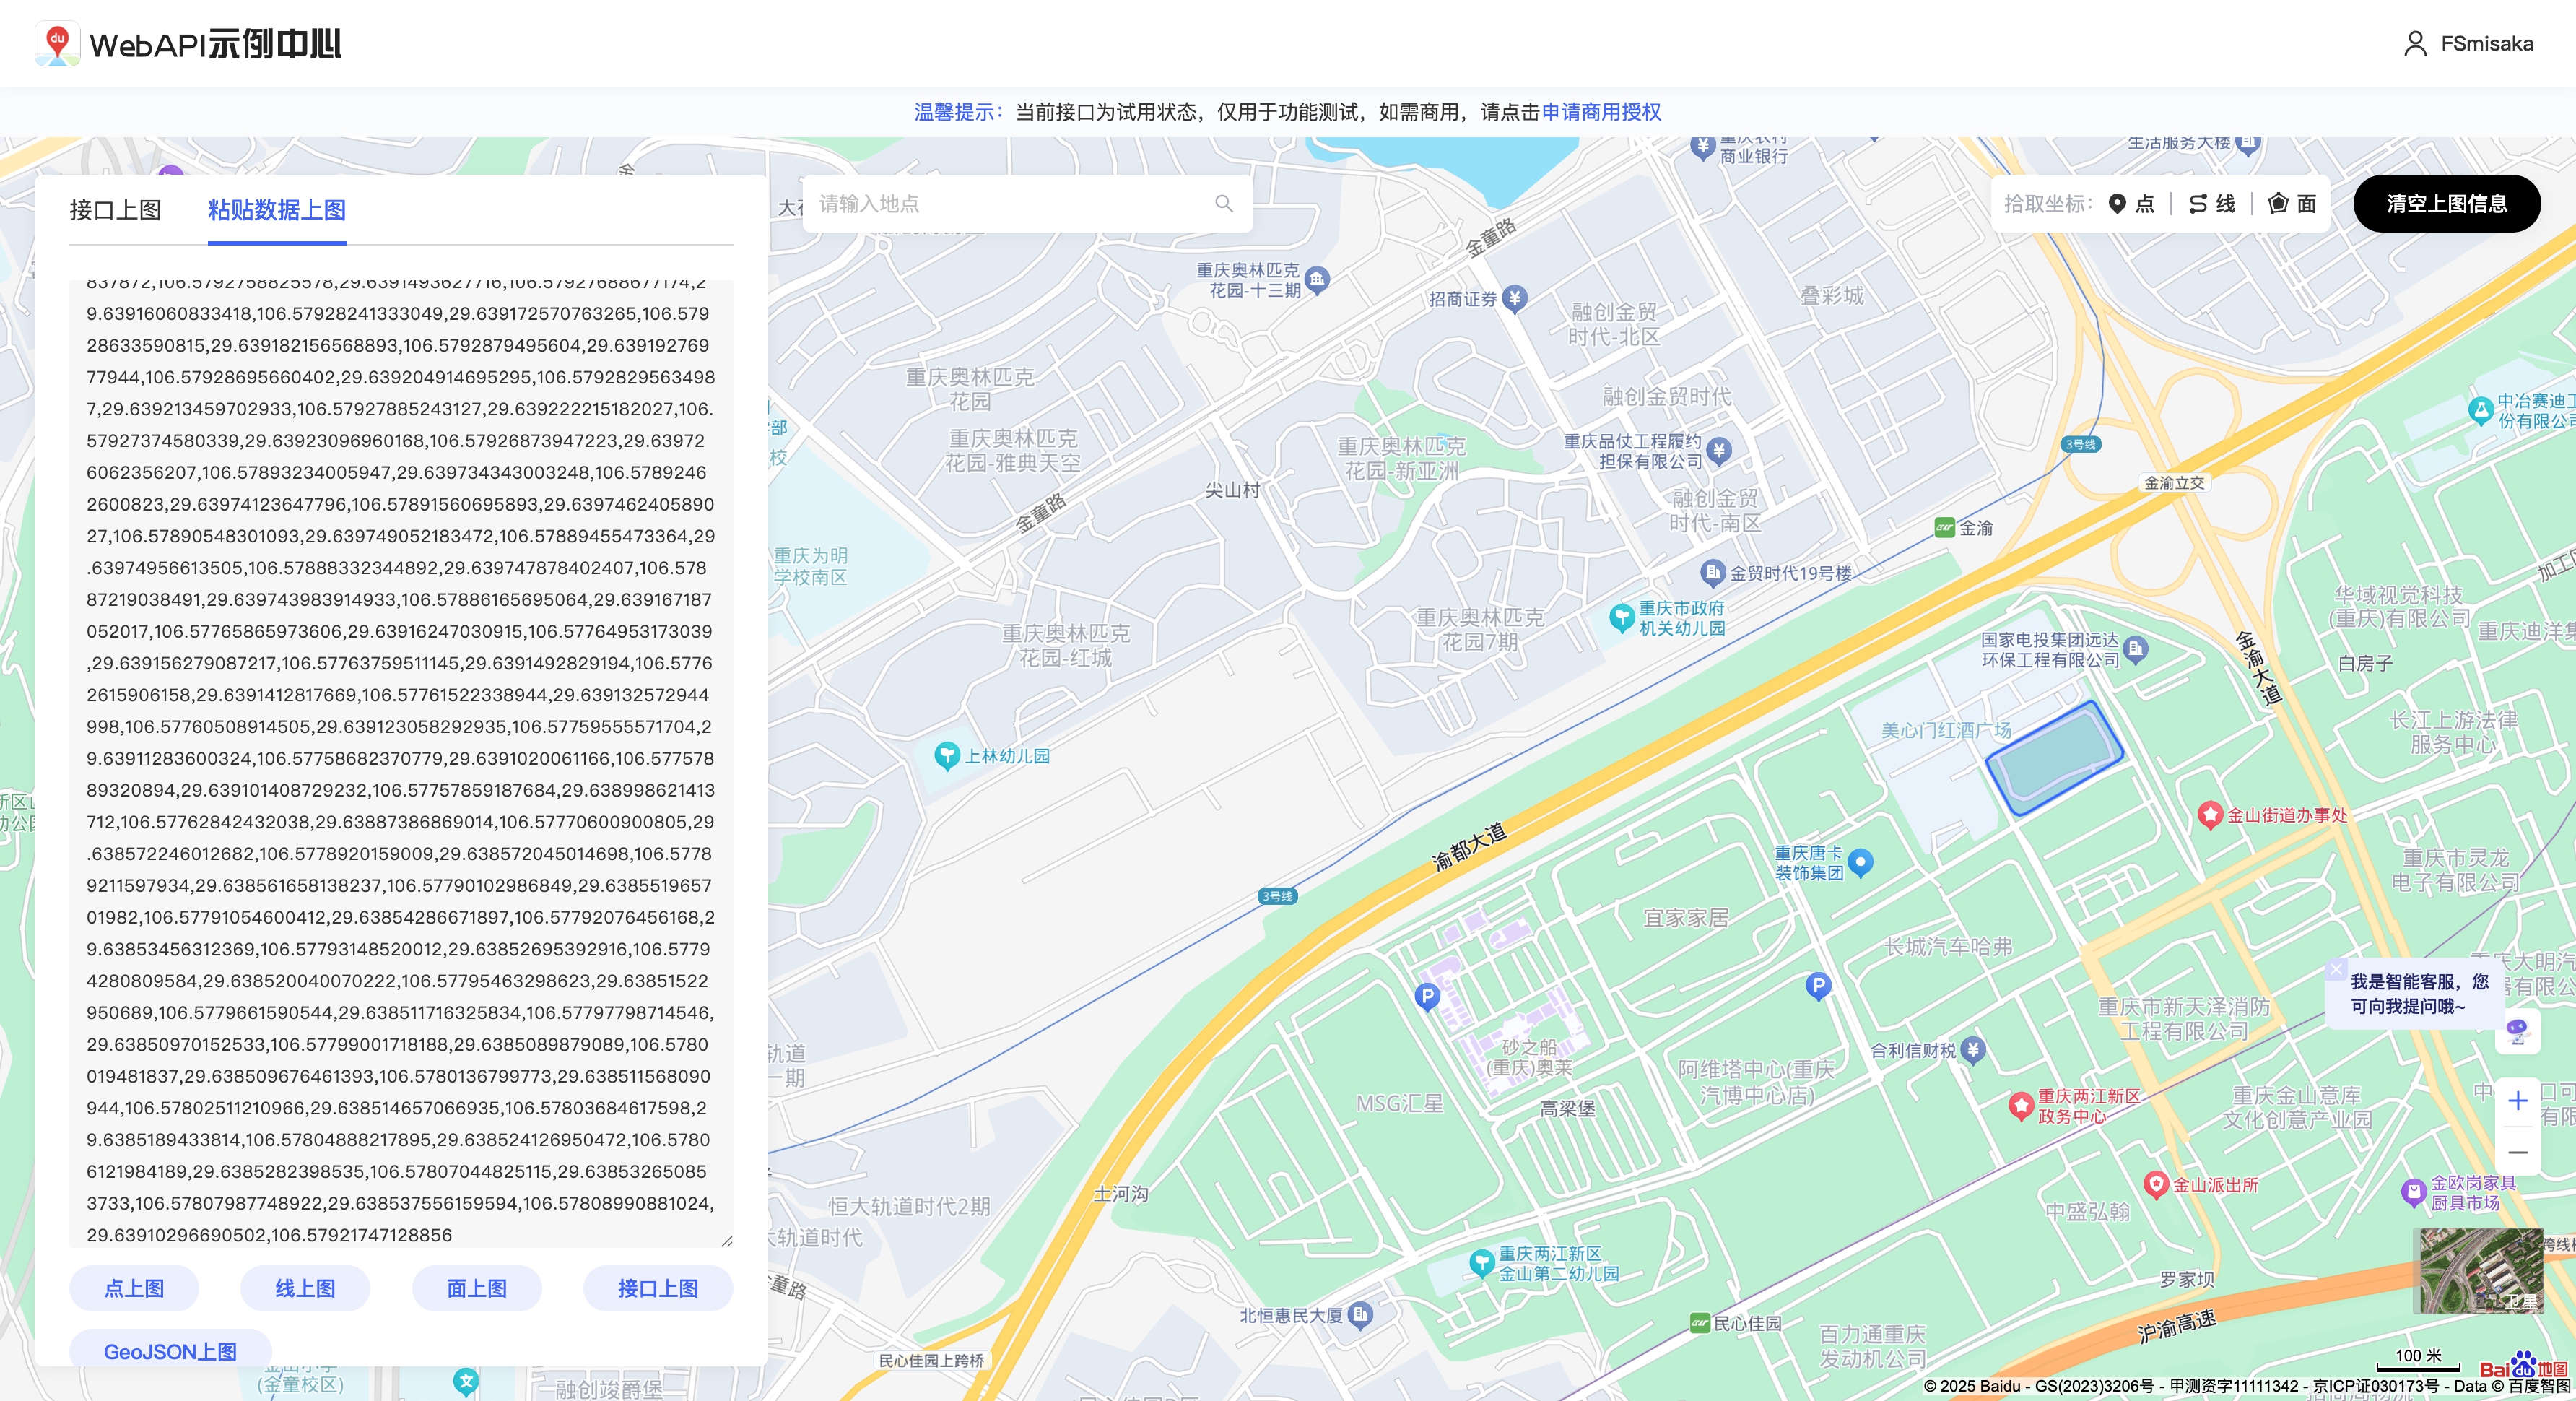 du WebAPI示例中心
FSmisaka
温馨提示：当前接口为试用状态，仅用于功能测试，如需商用，请点击申请商用授权
接口上图
粘贴数据上图
837872,106.5792758825578,29.6391493627716,106.57927688677174,2
9.63916060833418,106.57928241333049,29.639172570763265,106.579
28633590815,29.639182156568893,106.5792879495604,29.639192769
77944,106.57928695660402,29.639204914695295,106.5792829563498
7,29.639213459702933,106.57927885243127,29.639222215182027,106.
57927374580339,29.63923096960168,106.57926873947223,29.63972
6062356207,106.57893234005947,29.639734343003248,106.5789246
2600823,29.63974123647796,106.57891560695893,29.6397462405890
27,106.57890548301093,29.639749052183472,106.57889455473364,29
.63974956613505,106.57888332344892,29.639747878402407,106.578
87219038491,29.639743983914933,106.57886165695064,29.639167187
052017,106.57765865973606,29.63916247030915,106.57764953173039
,29.639156279087217,106.57763759511145,29.6391492829194,106.5776
2615906158,29.6391412817669,106.57761522338944,29.639132572944
998,106.57760508914505,29.639123058292935,106.57759555571704,2
9.63911283600324,106.57758682370779,29.6391020061166,106.577578
89320894,29.639101408729232,106.57757859187684,29.638998621413
712,106.57762842432038,29.63887386869014,106.57770600900805,29
.638572246012682,106.5778920159009,29.638572045014698,106.5778
9211597934,29.638561658138237,106.57790102986849,29.6385519657
01982,106.57791054600412,29.63854286671897,106.57792076456168,2
9.63853456312369,106.57793148520012,29.63852695392916,106.5779
4280809584,29.638520040070222,106.57795463298623,29.63851522
950689,106.5779661590544,29.638511716325834,106.57797798714546,
29.63850970152533,106.57799001718188,29.6385089879089,106.5780
019481837,29.638509676461393,106.5780136799773,29.638511568090
944,106.57802511210966,29.638514657066935,106.57803684617598,2
9.6385189433814,106.57804888217895,29.638524126950472,106.5780
6121984189,29.6385282398535,106.57807044825115,29.63853265085
3733,106.57807987748922,29.638537556159594,106.57808990881024,
29.63910296690502,106.57921747128856
点上图
线上图
面上图
接口上图
GeoJSON上图
请输入地点
拾取坐标：
点
线
面
清空上图信息
商业银行
生活服务大楼
金童路
重庆奥林匹克
花园-十三期
招商证券
融创金贸
时代-北区
叠彩城
重庆奥林匹克
花园
融创金贸时代
中冶赛迪工
份有限公司
重庆奥林匹克
花园-雅典天空
重庆奥林匹克
花园-新亚洲
重庆品仗工程履约
担保有限公司
3号线
金渝立交
尖山村
融创金贸
时代-南区
金童路
金渝
重庆为明
学校南区
金贸时代19号楼
加工区
重庆奥林匹克
花园-红城
重庆奥林匹克
花园7期
重庆市政府
机关幼儿园
华域视觉科技
(重庆)有限公司
重庆迪洋集
国家电投集团远达
环保工程有限公司
金渝大道
白房子
美心门红酒广场
长江上游法律
服务中心
上林幼儿园
金山街道办事处
渝都大道
重庆唐卡
装饰集团
重庆市灵龙
电子有限公司
3号线
宜家家居
长城汽车哈弗
重庆大明汽
器有限公
我是智能客服，您
可向我提问哦~
P
P
重庆市新天泽消防
工程有限公司
轨道
一期
砂之船
(重庆)奥莱
合利信财税
阿维塔中心(重庆
汽博中心店)
MSG汇星
高梁堡
重庆两江新区
政务中心
重庆金山意库
文化创意产业园
土河沟
恒大轨道时代2期
大轨道时代
金山派出所
金欧岗家具
厨具市场
中盛弘翰
重庆两江新区
金山第二幼儿园
罗家坝
跨线桥
卫星
北恒惠民大厦
民心佳园
沪渝高速
百力通重庆
发动机公司
民心佳园上跨桥
(金童校区)
文
融创竣爵堡
100 米
Bai du 地图
© 2025 Baidu - GS(2023)3206号 - 甲测资字11111342 - 京ICP证030173号 - Data © 百度智图